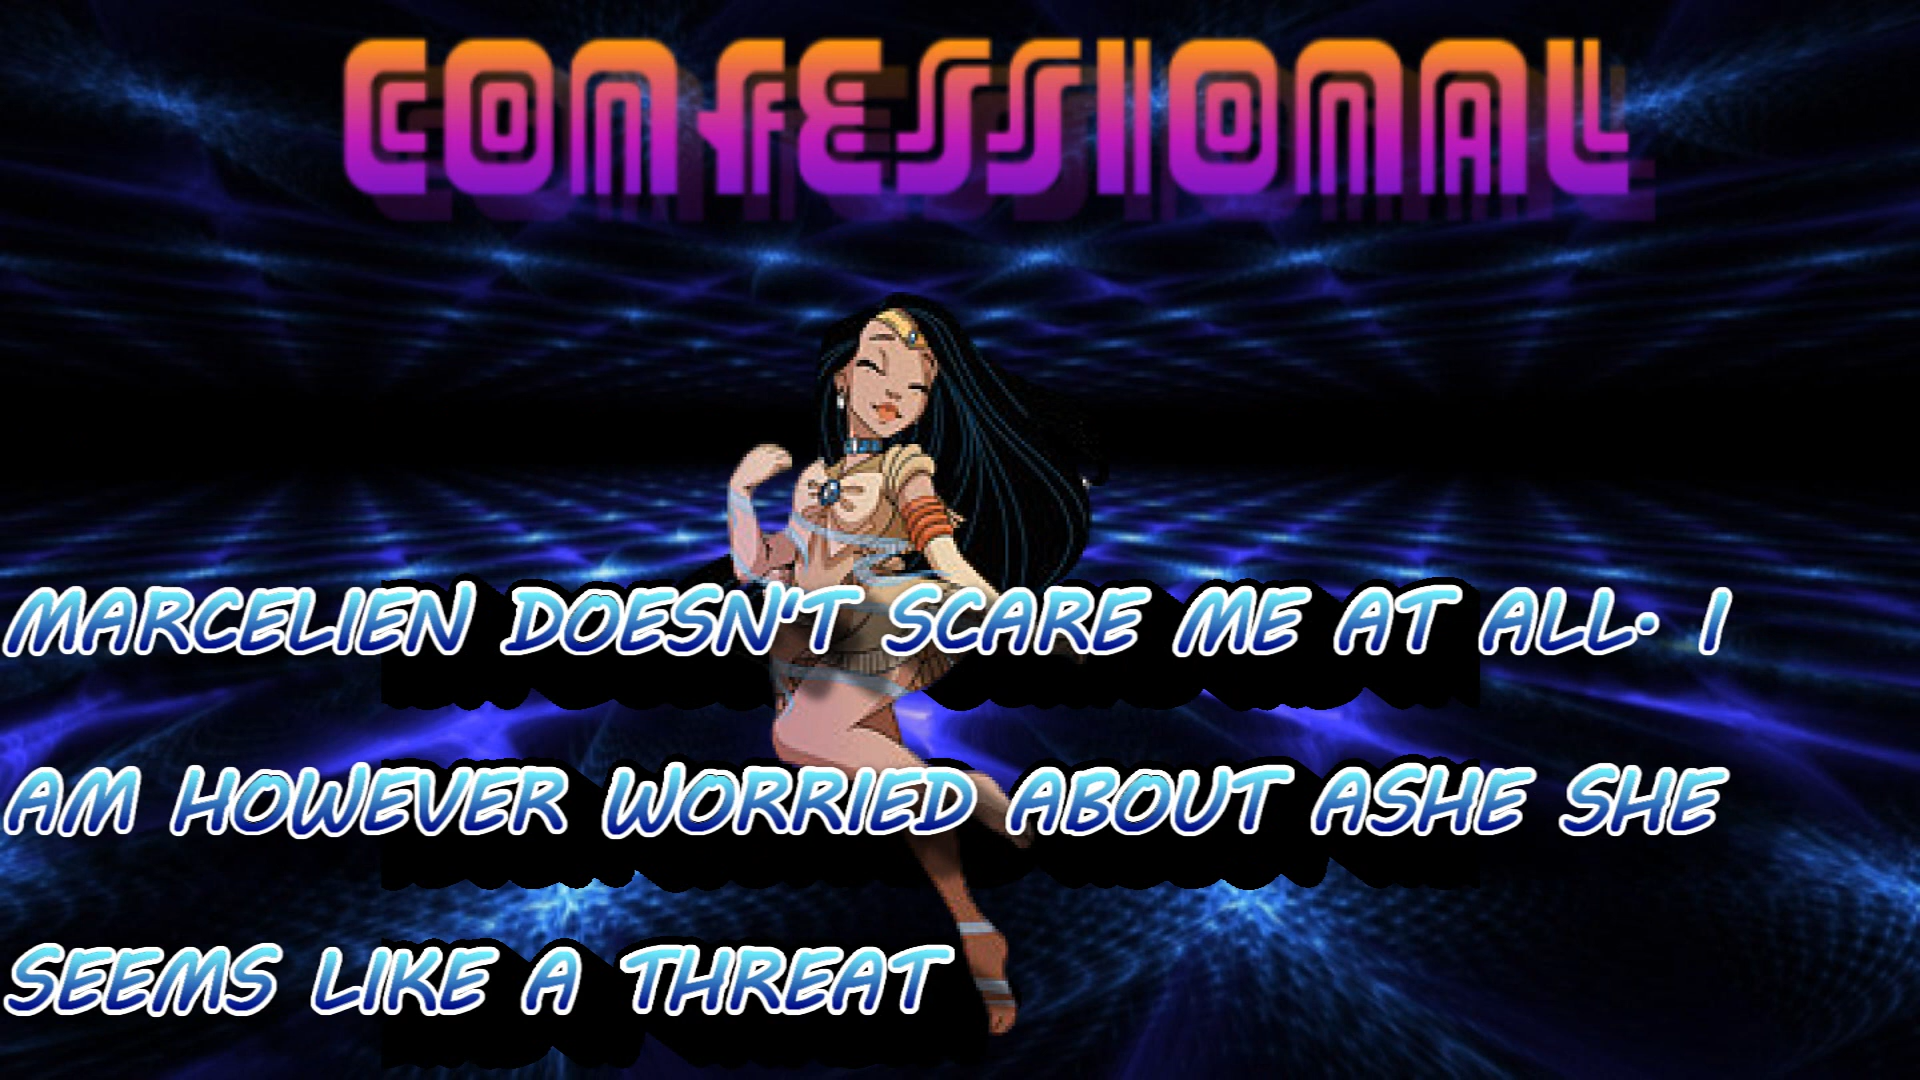 CONFESSIONAL
MARCELIEN DOESN'T SCARE ME AT ALL. I
AM HOWEVER WORRIED ABOUT ASHE SHE
SEEMS LIKE A THREAT